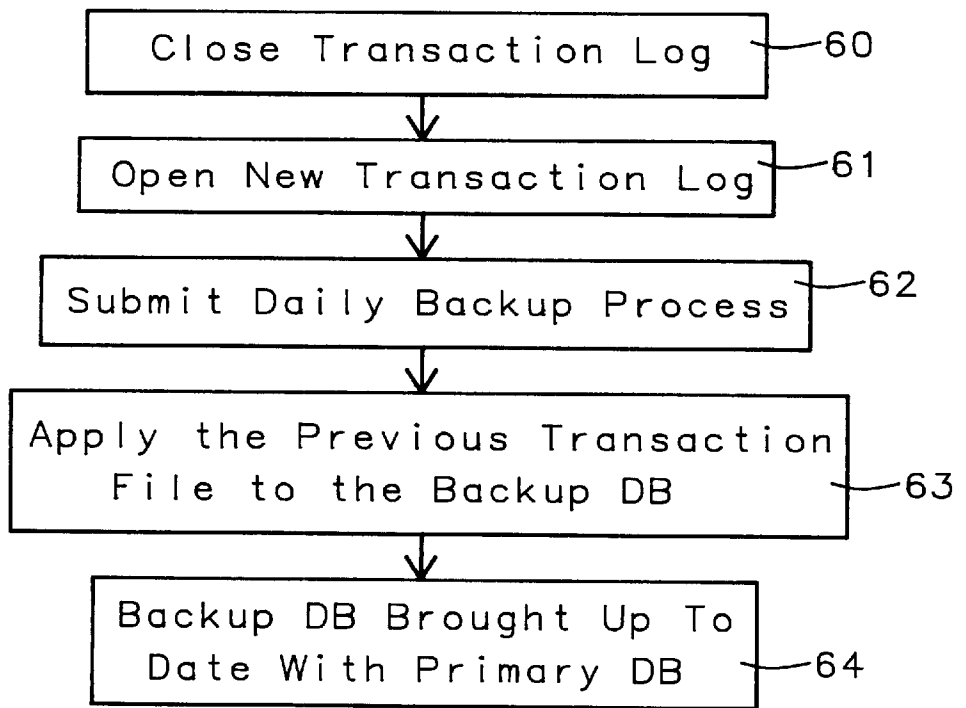 Close Transaction Log
60
Open New Transaction Log
61
Submit Daily Backup Process
62
Apply the Previous Transaction
File to the Backup DB
63
Backup DB Brought Up To
Date With Primary DB
64